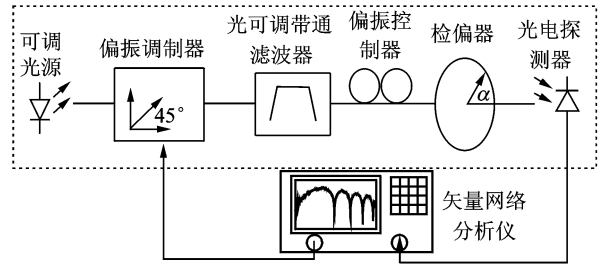 可调
光源
偏振调制器
45°
光可调带通
滤波器
偏振控
制器
检偏器
α
光电探
测器
矢量网络
分析仪